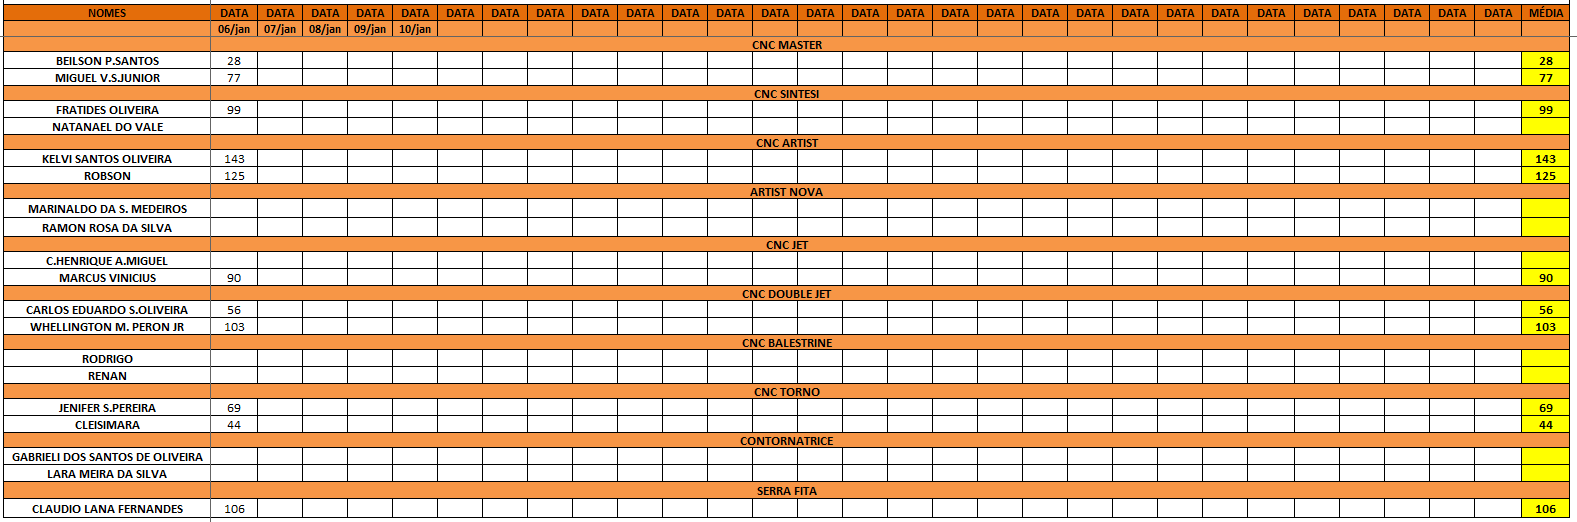 NOMES DATA DATA DATA DATA DATA DATA DATA DATA DATA DATA DATA DATA DATA DATA DATA DATA DATA DATA DATA DATA DATA DATA DATA DATA DATA DATA DATA DATA DATA MÉDIA
06/jan 07/jan 08/jan 09/jan 10/jan
CNC MASTER
BEILSON P.SANTOS 28 28
MIGUEL V.S.JUNIOR 77 77
CNC SINTESI
FRATIDES OLIVEIRA 99 99
NATANAEL DO VALE
CNC ARTIST
KELVI SANTOS OLIVEIRA 143 143
ROBSON 125 125
ARTIST NOVA
MARINALDO DA S. MEDEIROS
RAMON ROSA DA SILVA
CNC JET
C.HENRIQUE A.MIGUEL
MARCUS VINICIUS 90 90
CNC DOUBLE JET
CARLOS EDUARDO S.OLIVEIRA 56 56
WHELLINGTON M. PERON JR 103 103
CNC BALESTRINE
RODRIGO
RENAN
CNC TORNO
JENIFER S.PEREIRA 69 69
CLEISIMARA 44 44
CONTORNATRICE
GABRIELI DOS SANTOS DE OLIVEIRA
LARA MEIRA DA SILVA
SERRA FITA
CLAUDIO LANA FERNANDES 106 106